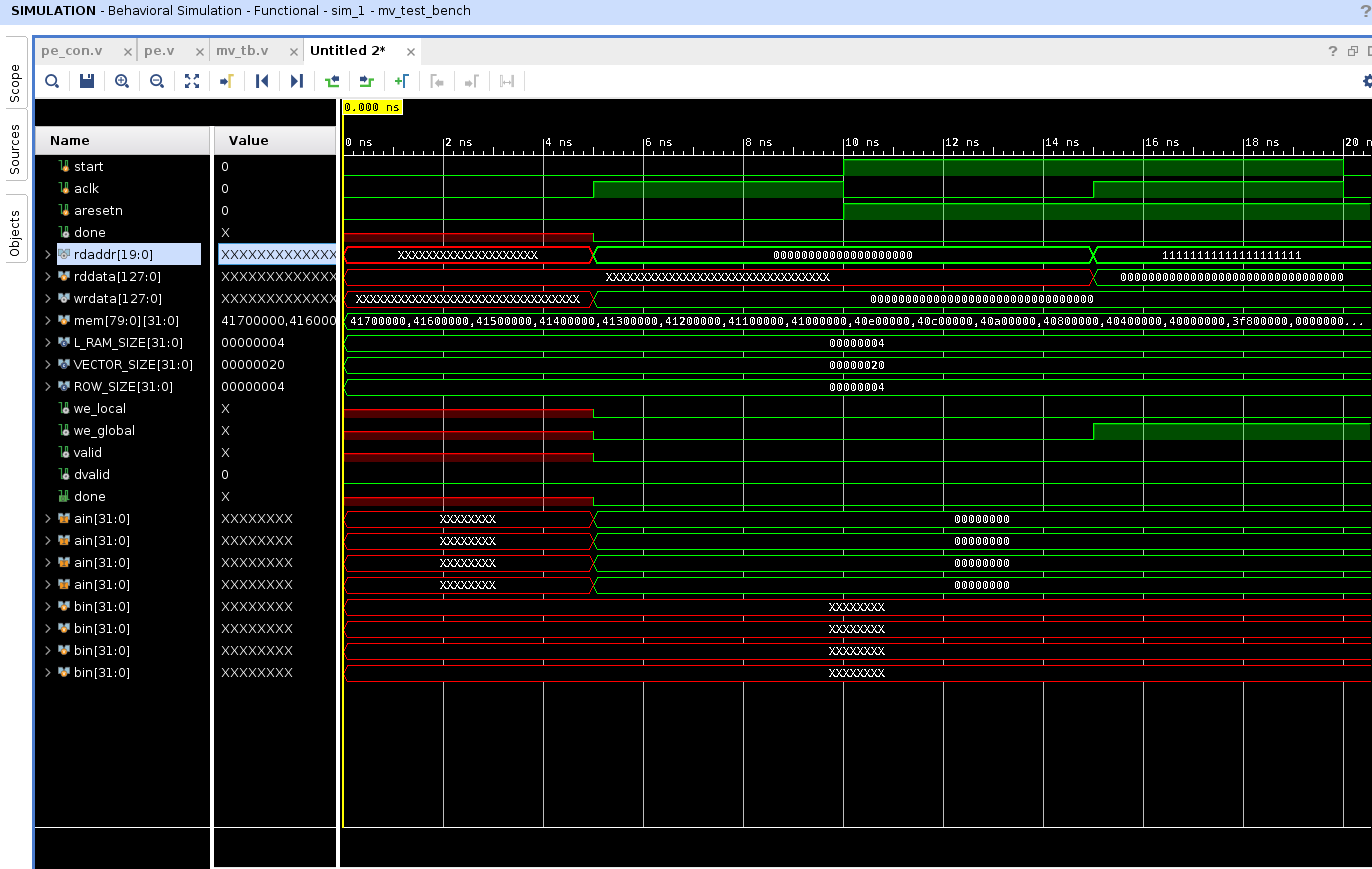 SIMULATION - Behavioral Simulation - Functional - sim_1 - mv_test_bench ?
Scope
Sources
Objects
pe_con.v × pe.v × mv_tb.v × Untitled 2* × ?
0,000 ns
Name Value 0 ns 2 ns 4 ns 6 ns 8 ns 10 ns 12 ns 14 ns 16 ns 18 ns 20 n
start 0
aclk 0
aresetn 0
done X
rdaddr[19:0] XXXXXXXXXXXXX XXXXXXXXXXXXXXXXXXXX 00000000000000000000 11111111111111111111
rddata[127:0] XXXXXXXXXXXXX XXXXXXXXXXXXXXXXXXXXXXXXXXXXXXXX 00000000000000000000000000000000
wrdata[127:0] XXXXXXXXXXXXX XXXXXXXXXXXXXXXXXXXXXXXXXXXXXXXX 00000000000000000000000000000000
mem[79:0][31:0] 41700000,416000 41700000,41600000,41500000,41400000,41300000,41200000,41100000,41000000,40e00000,40c00000,40a00000,40800000,40400000,40000000,3f800000,0000000...
L_RAM_SIZE[31:0] 00000004 00000004
VECTOR_SIZE[31:0] 00000020 00000020
ROW_SIZE[31:0] 00000004 00000004
we_local X
we_global X
valid X
dvalid 0
done X
ain[31:0] XXXXXXXX XXXXXXXX 00000000
ain[31:0] XXXXXXXX XXXXXXXX 00000000
ain[31:0] XXXXXXXX XXXXXXXX 00000000
ain[31:0] XXXXXXXX XXXXXXXX 00000000
bin[31:0] XXXXXXXX XXXXXXXX
bin[31:0] XXXXXXXX XXXXXXXX
bin[31:0] XXXXXXXX XXXXXXXX
bin[31:0] XXXXXXXX XXXXXXXX